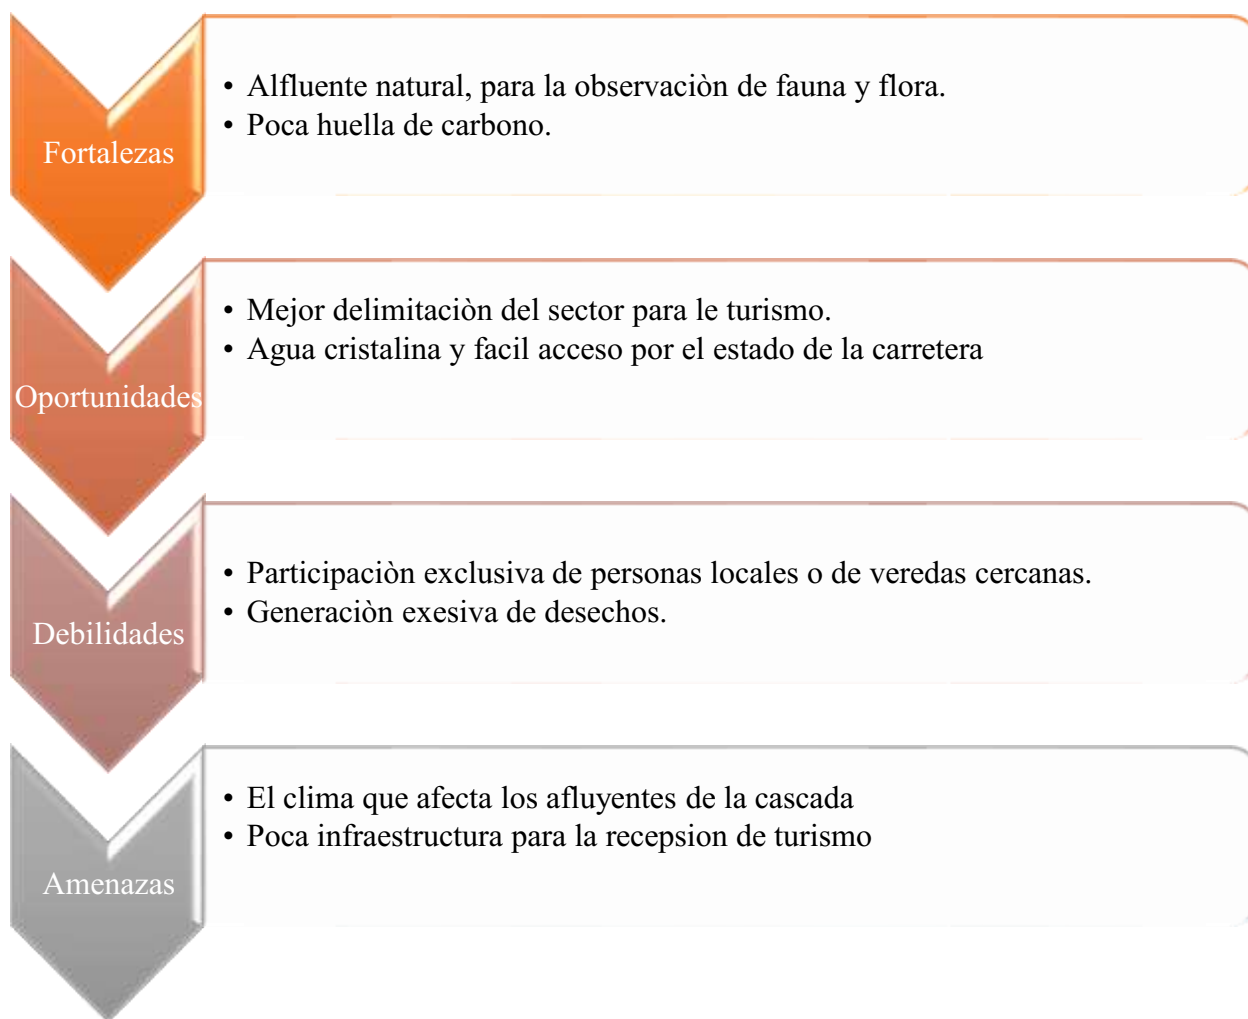 Fortalezas
• Alfluente natural, para la observaciòn de fauna y flora.
• Poca huella de carbono.
Oportunidades
• Mejor delimitaciòn del sector para le turismo.
• Agua cristalina y facil acceso por el estado de la carretera
Debilidades
• Participaciòn exclusiva de personas locales o de veredas cercanas.
• Generaciòn exesiva de desechos.
Amenazas
• El clima que afecta los afluyentes de la cascada
• Poca infraestructura para la recepsion de turismo